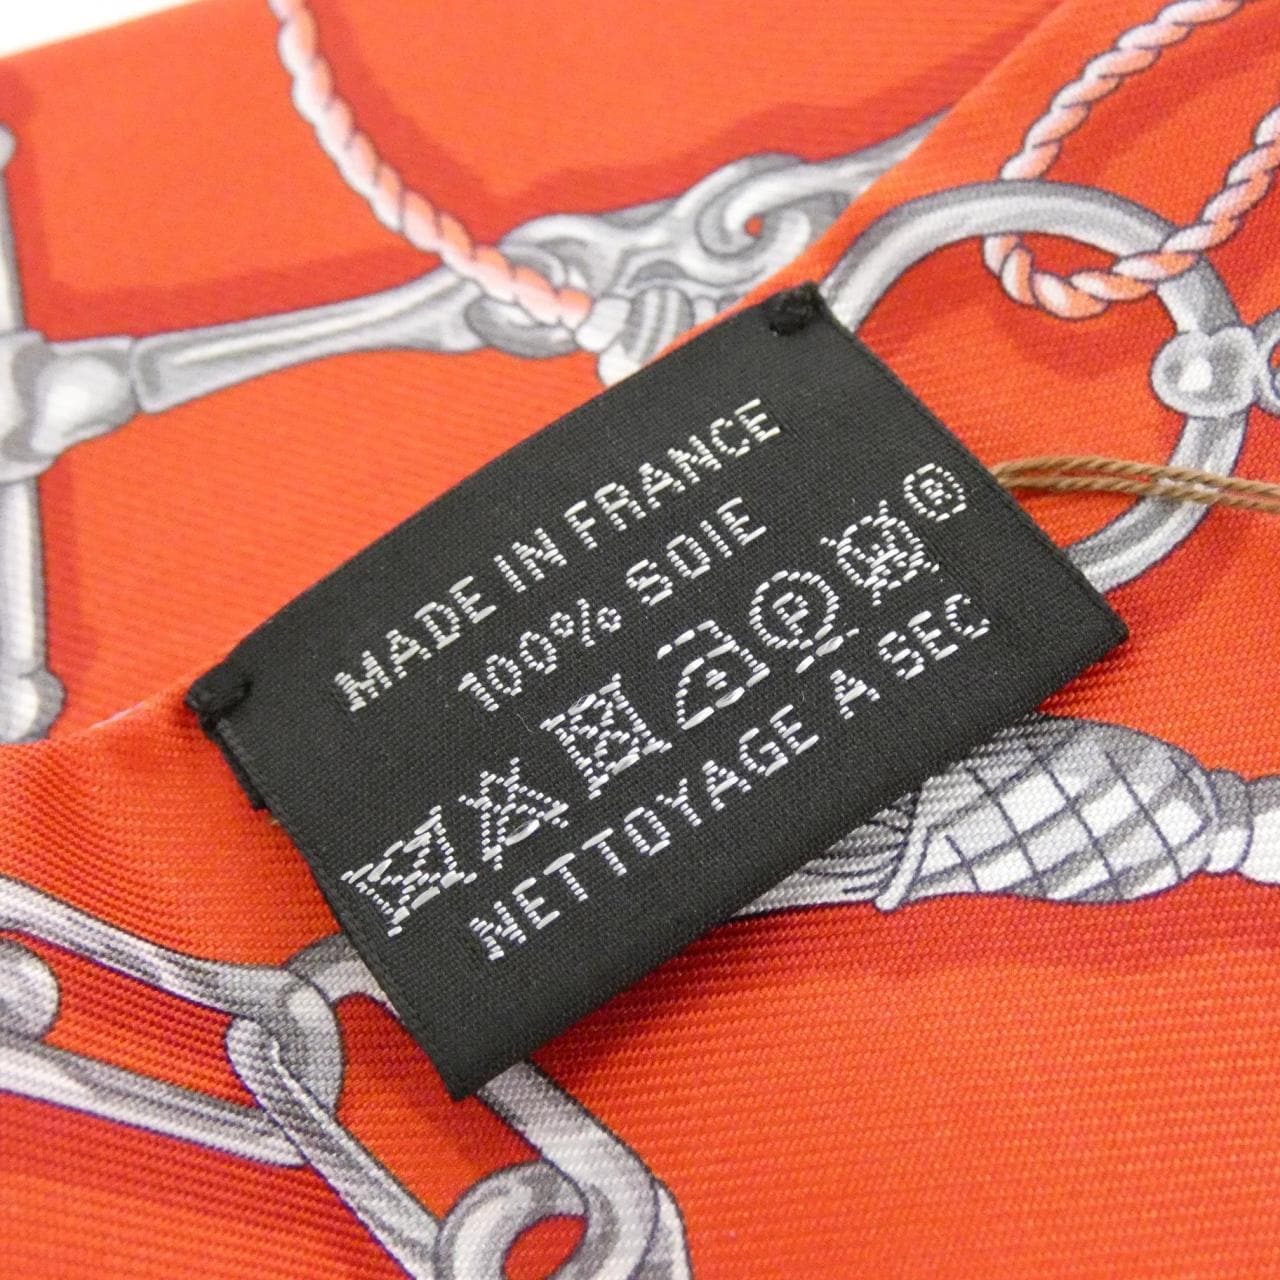 MADE IN FRANCE
100% SOIE
P W ®
NETTOYAGE A SEC